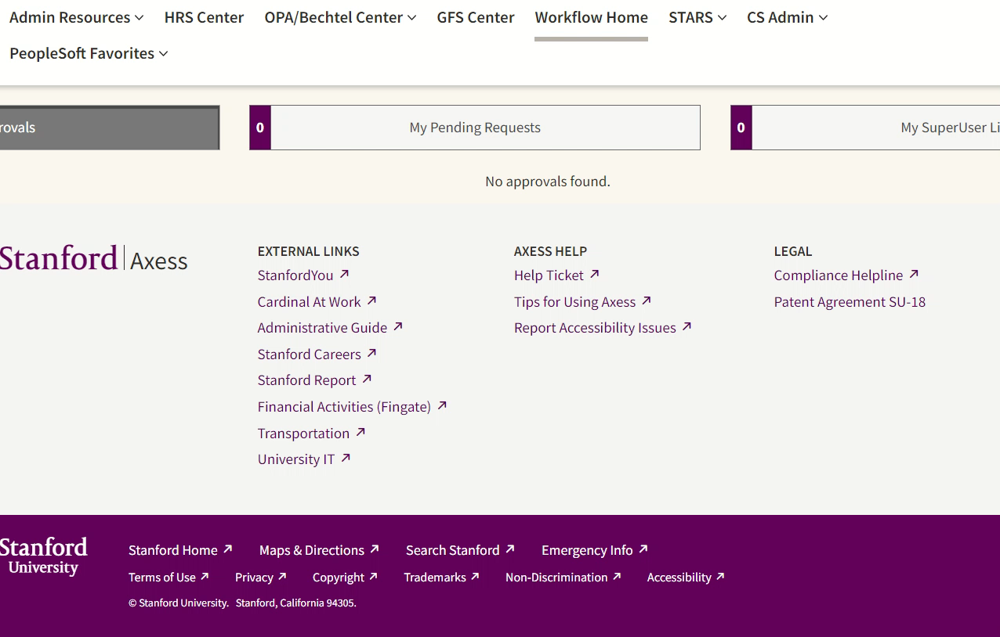 Admin Resources HRS Center OPA/Bechtel Center GFS Center Workflow Home STARS CS Admin
PeopleSoft Favorites
rovals 0 My Pending Requests 0 My SuperUser Li
No approvals found.
Stanford Axess
EXTERNAL LINKS
StanfordYou
Cardinal At Work
Administrative Guide
Stanford Careers
Stanford Report
Financial Activities (Fingate)
Transportation
University IT
AXESS HELP
Help Ticket
Tips for Using Axess
Report Accessibility Issues
LEGAL
Compliance Helpline
Patent Agreement SU-18
Stanford
University
Stanford Home Maps & Directions Search Stanford Emergency Info
Terms of Use Privacy Copyright Trademarks Non-Discrimination Accessibility
© Stanford University. Stanford, California 94305.